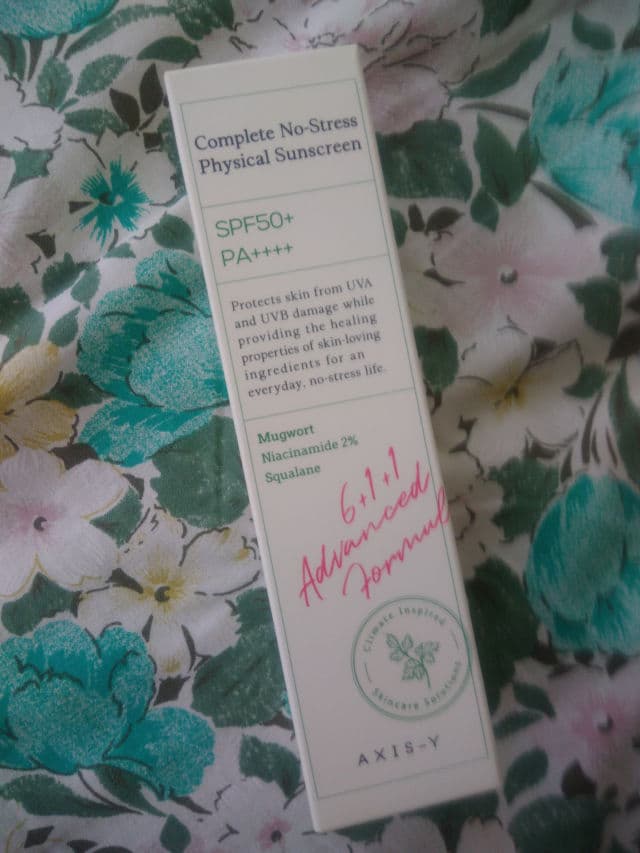 Complete No-Stress
Physical Sunscreen
SPF50+
PA++++
Protects skin from UVA
and UVB damage while
providing the healing
properties of skin-loving
ingredients for an
everyday, no-stress life.
Mugwort
Niacinamide 2%
Squalane
6+1+1
Advanced
Formul
Climate Inspired
Skincare Solutions
AXIS-Y